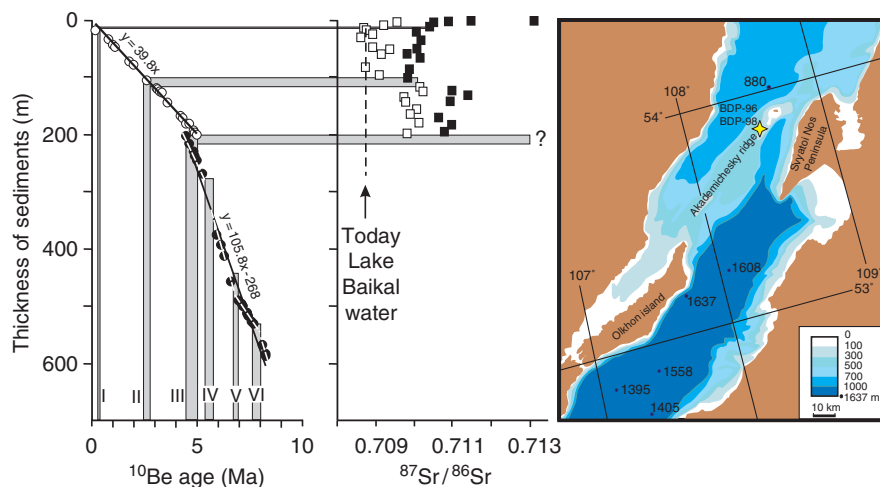 0
200
400
600
Thickness of sediments (m)
y = 39.8x
y = 105.8x - 268
I
II
III
IV
V
VI
0
5
10
10Be age (Ma)
?
Today
Lake
Baikal
water
0.709
0.711
0.713
87Sr/86Sr
108°
880
54°
BDP-96
BDP-98
Akademichesky ridge
Svyatoi Nos
Peninsula
107°
109°
1608
53°
1637
Olkhon island
1558
1395
1405
0
100
300
500
700
1000
1637 m
10 km